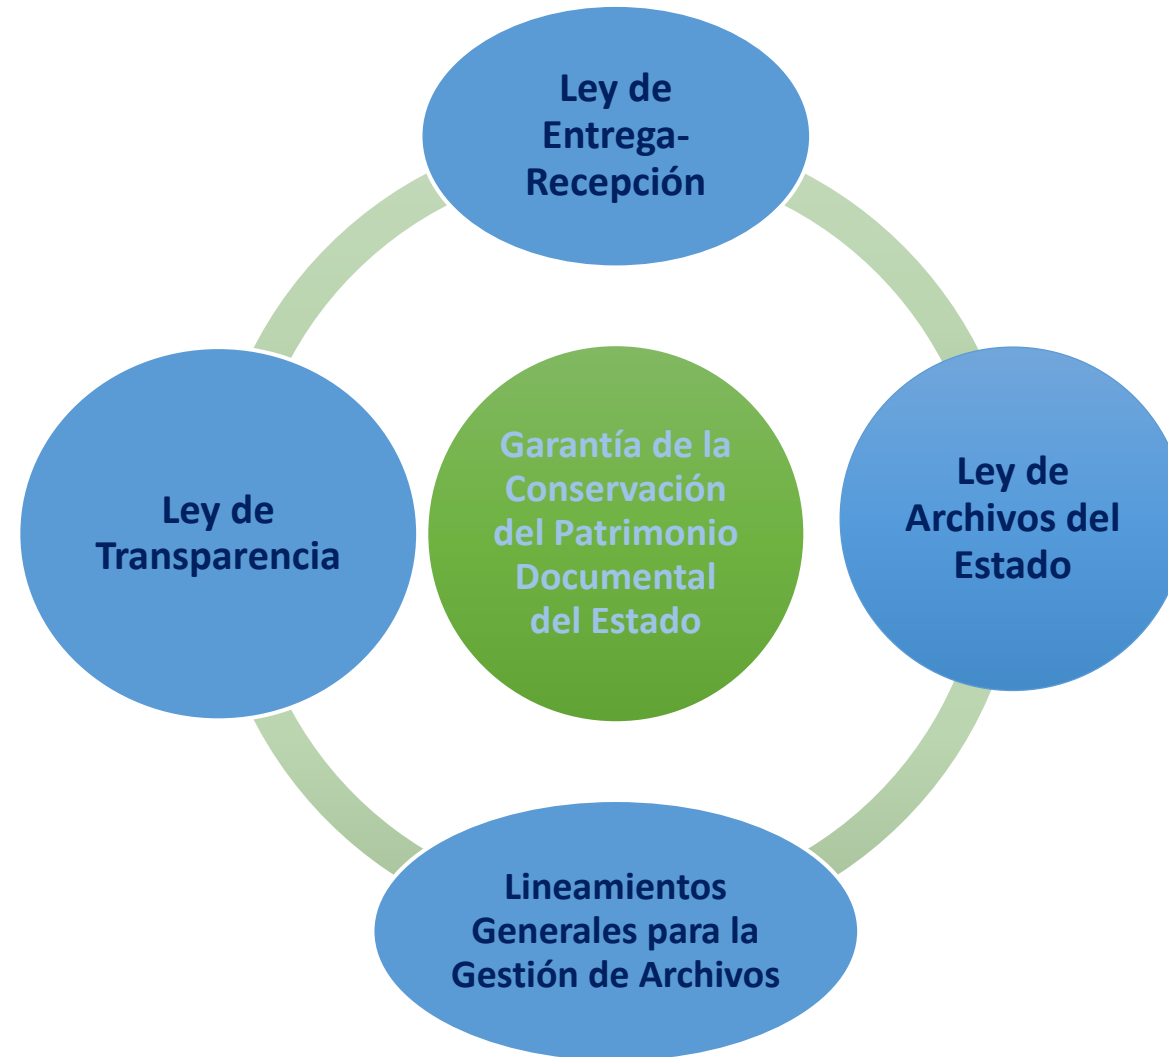 Ley de
Entrega-
Recepción
Ley de
Transparencia
Garantía de la
Conservación
del Patrimonio
Documental
del Estado
Ley de
Archivos del
Estado
Lineamientos
Generales para la
Gestión de Archivos